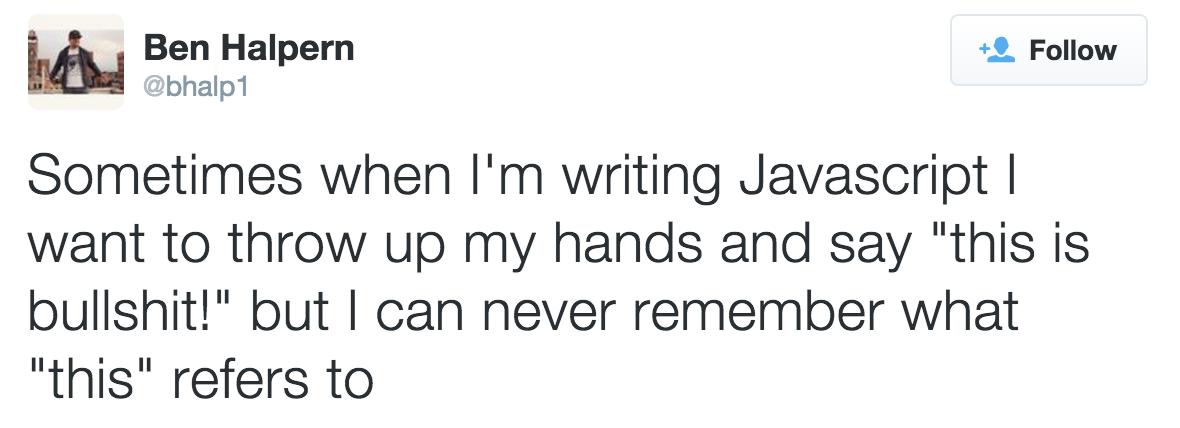 Ben Halpern
@bhalp1
Follow
Sometimes when I'm writing Javascript I
want to throw up my hands and say "this is
bullshit!" but I can never remember what
"this" refers to